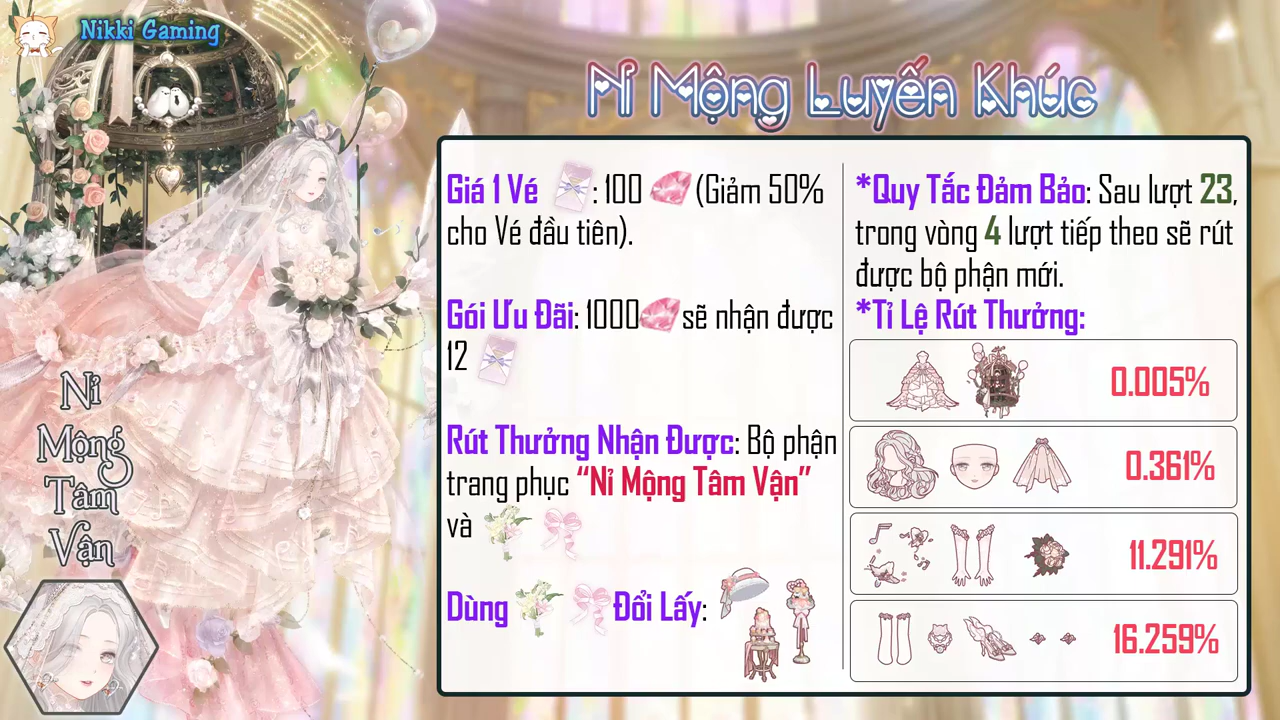 Nikki Gaming
Nỉ Mộng Luyến Khúc
Giá 1 Vé : 100 (Giảm 50%
cho Vé đầu tiên).
Gói Ưu Đãi: 1000 sẽ nhận được
12
Rút Thưởng Nhận Được: Bộ phận
trang phục “Nỉ Mộng Tâm Vận”
và
Dùng Đổi Lấy:
*Quy Tắc Đảm Bảo: Sau lượt 23,
trong vòng 4 lượt tiếp theo sẽ rút
được bộ phận mới.
*Tỉ Lệ Rút Thưởng:
0.005%
0.361%
11.291%
16.259%
Nỉ
Mộng
Tâm
Vận